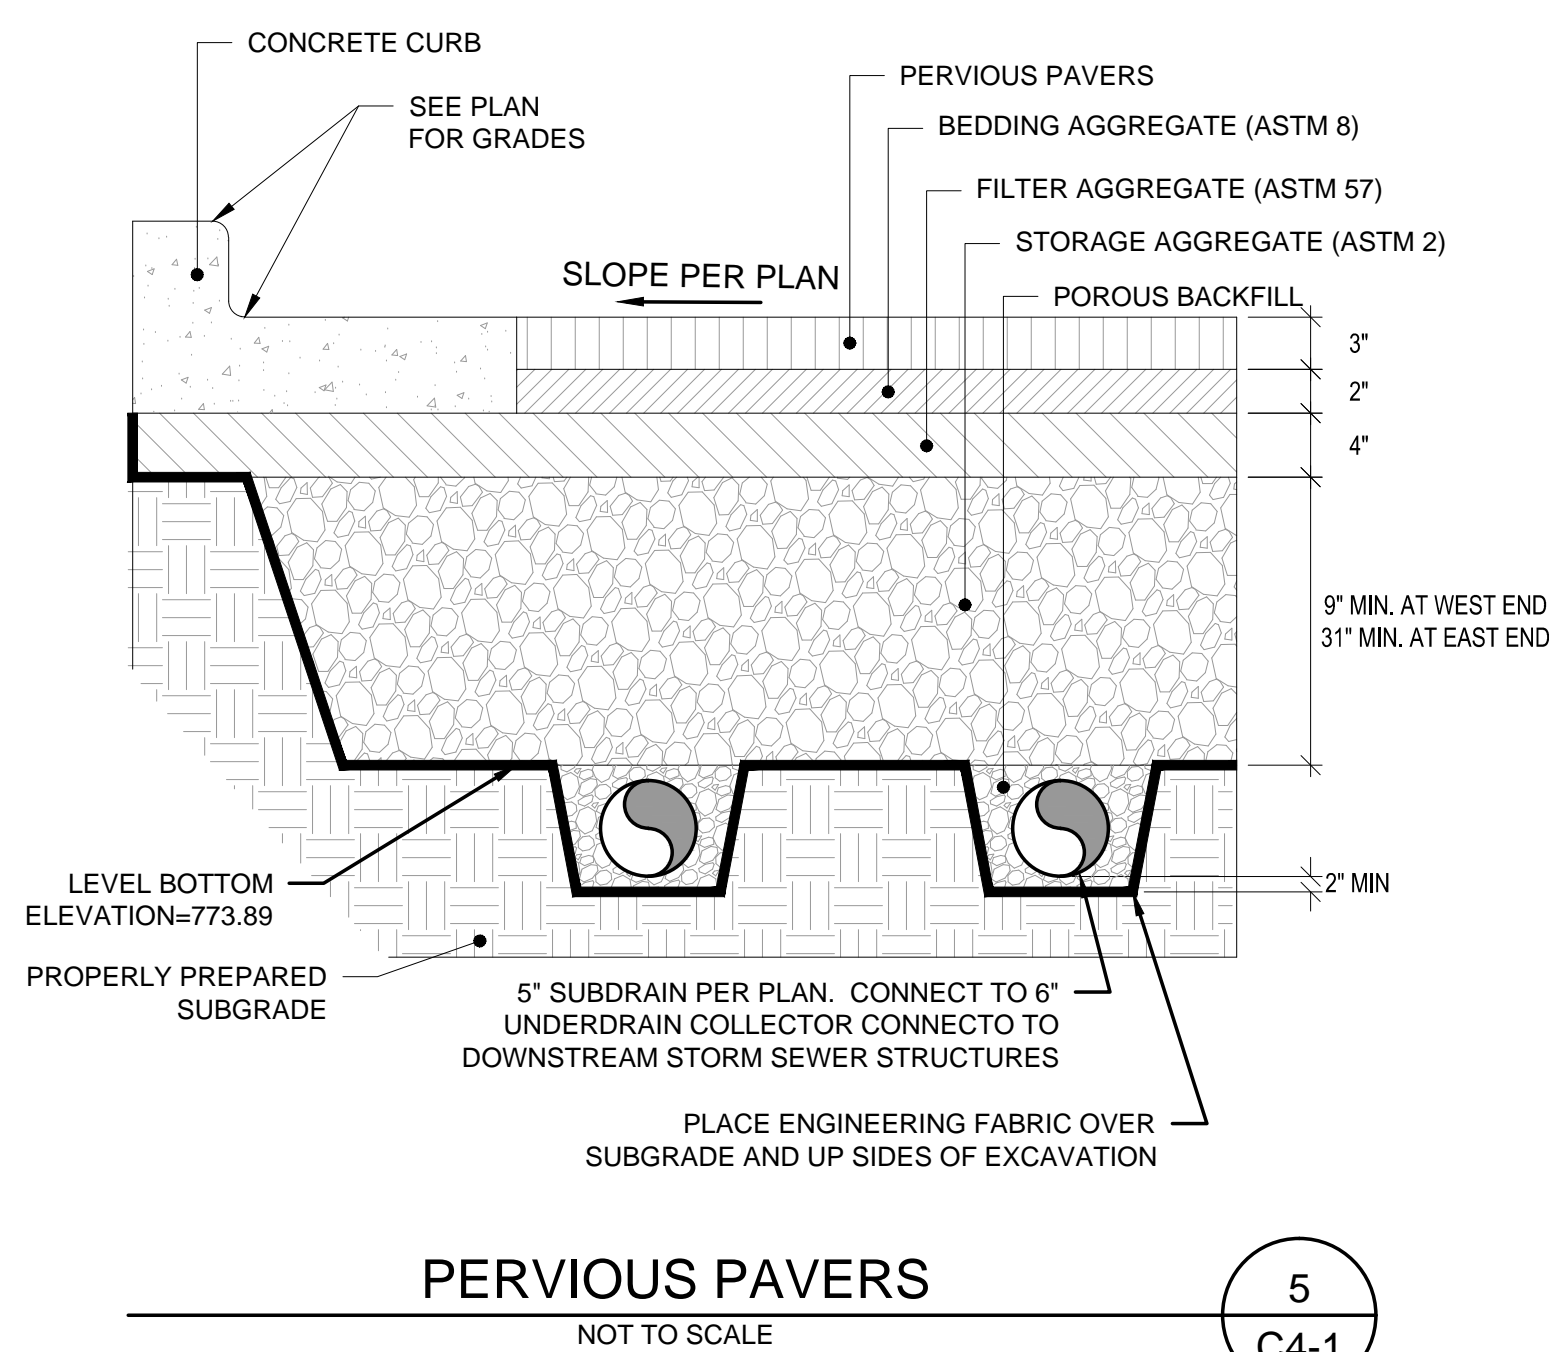 CONCRETE CURB
SEE PLAN
FOR GRADES
PERVIOUS PAVERS
BEDDING AGGREGATE (ASTM 8)
FILTER AGGREGATE (ASTM 57)
STORAGE AGGREGATE (ASTM 2)
POROUS BACKFILL
SLOPE PER PLAN
3"
2"
4"
9" MIN. AT WEST END
31" MIN. AT EAST END
2" MIN
LEVEL BOTTOM
ELEVATION=773.89
PROPERLY PREPARED
SUBGRADE
5" SUBDRAIN PER PLAN. CONNECT TO 6"
UNDERDRAIN COLLECTOR CONNECTO TO
DOWNSTREAM STORM SEWER STRUCTURES
PLACE ENGINEERING FABRIC OVER
SUBGRADE AND UP SIDES OF EXCAVATION
PERVIOUS PAVERS
NOT TO SCALE
5
C4-1